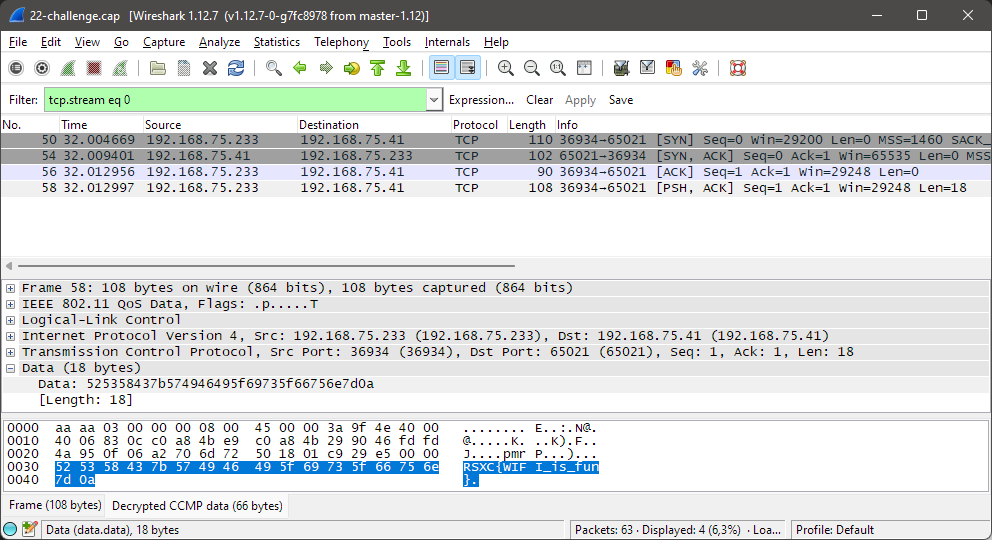 22-challenge.cap   [Wireshark 1.12.7  (v1.12.7-0-g7fc8978 from master-1.12)]
File Edit View Go Capture Analyze Statistics Telephony Tools Internals Help
Filter: tcp.stream eq 0 Expression... Clear Apply Save
No. Time Source Destination Protocol Length Info
50 32.004669 192.168.75.233 192.168.75.41 TCP 110 36934→65021 [SYN] Seq=0 Win=29200 Len=0 MSS=1460 SACK_
54 32.009401 192.168.75.41 192.168.75.233 TCP 102 65021→36934 [SYN, ACK] Seq=0 Ack=1 Win=65535 Len=0 MSS
56 32.012956 192.168.75.233 192.168.75.41 TCP 90 36934→65021 [ACK] Seq=1 Ack=1 Win=29248 Len=0
58 32.012997 192.168.75.233 192.168.75.41 TCP 108 36934→65021 [PSH, ACK] Seq=1 Ack=1 Win=29248 Len=18
Frame 58: 108 bytes on wire (864 bits), 108 bytes captured (864 bits)
IEEE 802.11 QoS Data, Flags: .p.....T
Logical-Link Control
Internet Protocol Version 4, Src: 192.168.75.233 (192.168.75.233), Dst: 192.168.75.41 (192.168.75.41)
Transmission Control Protocol, Src Port: 36934 (36934), Dst Port: 65021 (65021), Seq: 1, Ack: 1, Len: 18
Data (18 bytes)
Data: 525358437b574946495f69735f66756e7d0a
[Length: 18]
0000 aa aa 03 00 00 00 08 00 45 00 00 3a 9f 4e 40 00 ........ E..:.N@.
0010 40 06 83 0c c0 a8 4b e9 c0 a8 4b 29 90 46 fd fd @.....K. ..K).F..
0020 4a 95 0f 06 a2 70 6d 72 50 18 01 c9 29 e5 00 00 J....pmr P...)...
0030 52 53 58 43 7b 57 49 46 49 5f 69 73 5f 66 75 6e RSXC{WIF I_is_fun
0040 7d 0a }.
Frame (108 bytes) Decrypted CCMP data (66 bytes)
Data (data.data), 18 bytes Packets: 63 · Displayed: 4 (6,3%) · Loa... Profile: Default